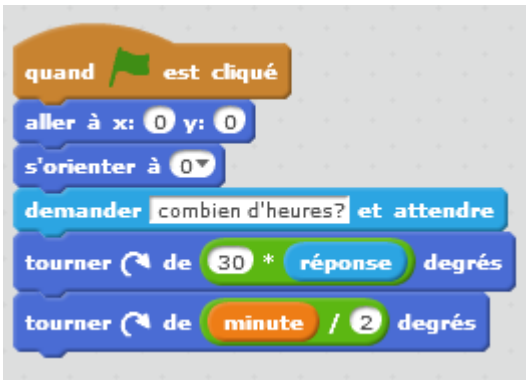 quand est cliqué
aller à x: 0 y: 0
s'orienter à 0
demander combien d'heures? et attendre
tourner de 30 * réponse degrés
tourner de minute / 2 degrés